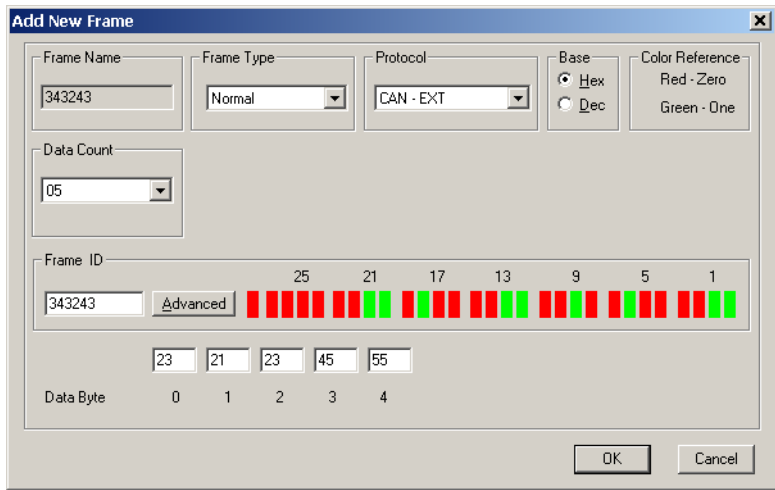 Add New Frame
Frame Name
Frame Type
Protocol
Base
Color Reference
343243
Normal
CAN - EXT
Hex
Dec
Red - Zero
Green - One
Data Count
05
Frame ID
25 21 17 13 9 5 1
343243
Advanced
23 21 23 45 55
Data Byte 0 1 2 3 4
OK
Cancel